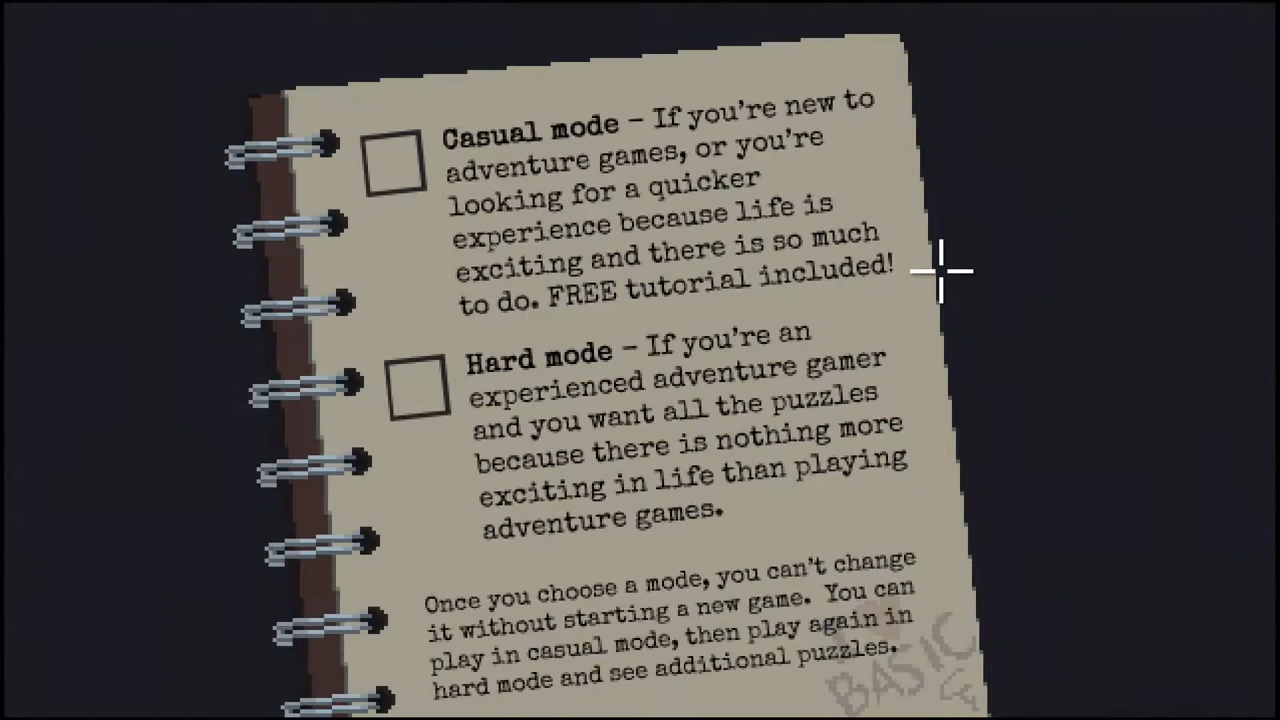 Casual mode – If you're new to
adventure games, or you're
looking for a quicker
experience because life is
exciting and there is so much
to do. FREE tutorial included!
Hard mode – If you're an
experienced adventure gamer
and you want all the puzzles
because there is nothing more
exciting in life than playing
adventure games.
Once you choose a mode, you can't change
it without starting a new game. You can
play in casual mode, then play again in
hard mode and see additional puzzles.
I
BASIC